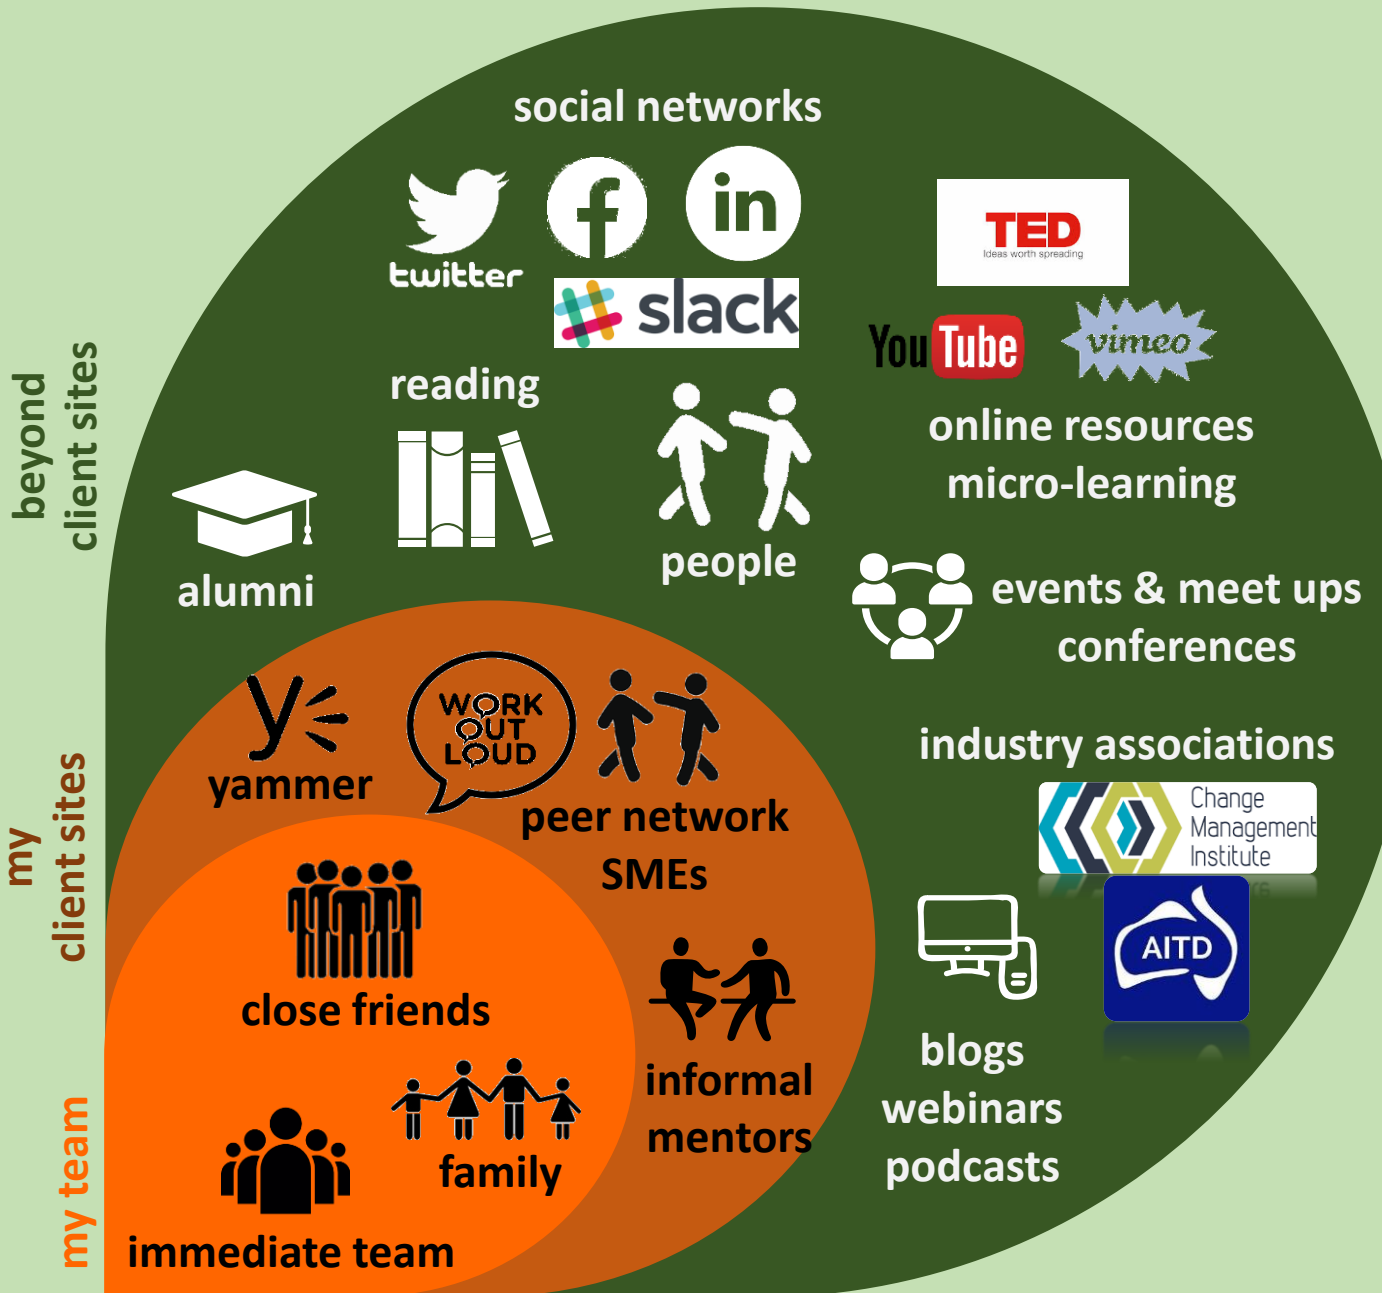 social networks
twitter
in
slack
TED
Ideas worth spreading
YouTube
vimeo
online resources
micro-learning
reading
people
alumni
events & meet ups
conferences
industry associations
Change
Management
Institute
AITD
blogs
webinars
podcasts
beyond
client sites
yammer
WORK
OUT
LOUD
peer network
SMEs
informal
mentors
my
client sites
close friends
family
immediate team
my team